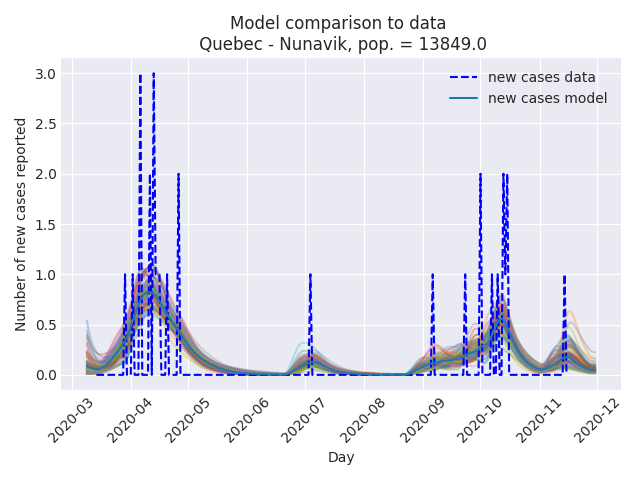 Model comparison to data
Quebec - Nunavik, pop. = 13849.0
new cases data
new cases model
Number of new cases reported
3.0
2.5
2.0
1.5
1.0
0.5
0.0
2020-03
2020-04
2020-05
2020-06
2020-07
2020-08
2020-09
2020-10
2020-11
2020-12
Day